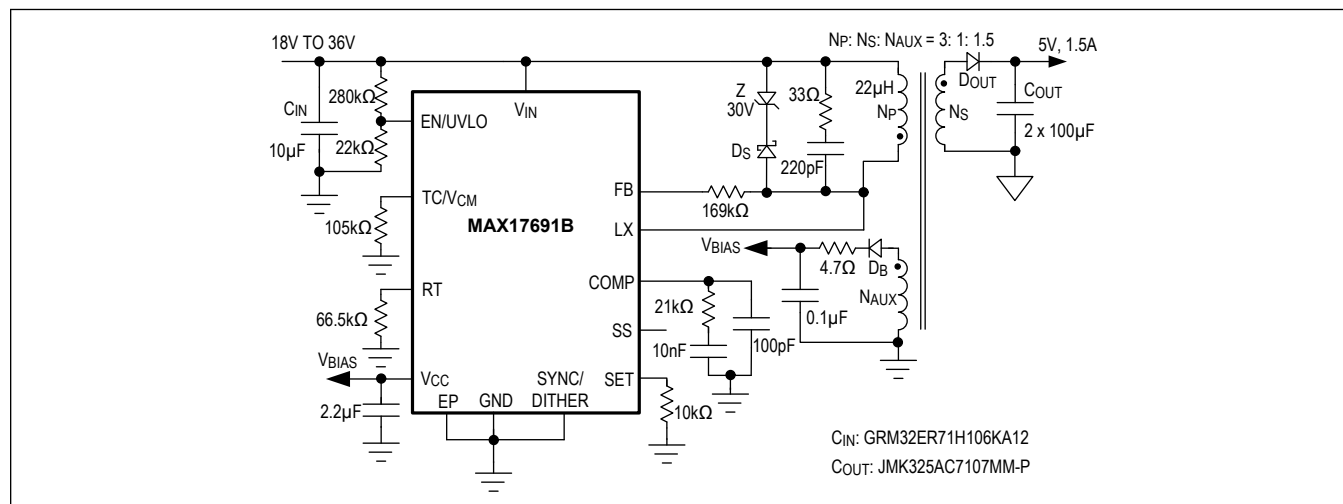 18V TO 36V
NP: NS: NAUX = 3: 1: 1.5
5V, 1.5A
DOUT
COUT
2 x 100µF
22µH
NP
NS
Z
30V
33Ω
DS
220pF
280kΩ
CIN
10µF
22kΩ
VIN
EN/UVLO
TC/VCM
105kΩ
MAX17691B
FB
169kΩ
LX
VBIAS
4.7Ω
DB
NAUX
0.1µF
COMP
21kΩ
10nF
100pF
RT
66.5kΩ
SS
VBIAS
VCC
2.2µF
EP
GND
SYNC/
DITHER
SET
10kΩ
CIN: GRM32ER71H106KA12
COUT: JMK325AC7107MM-P